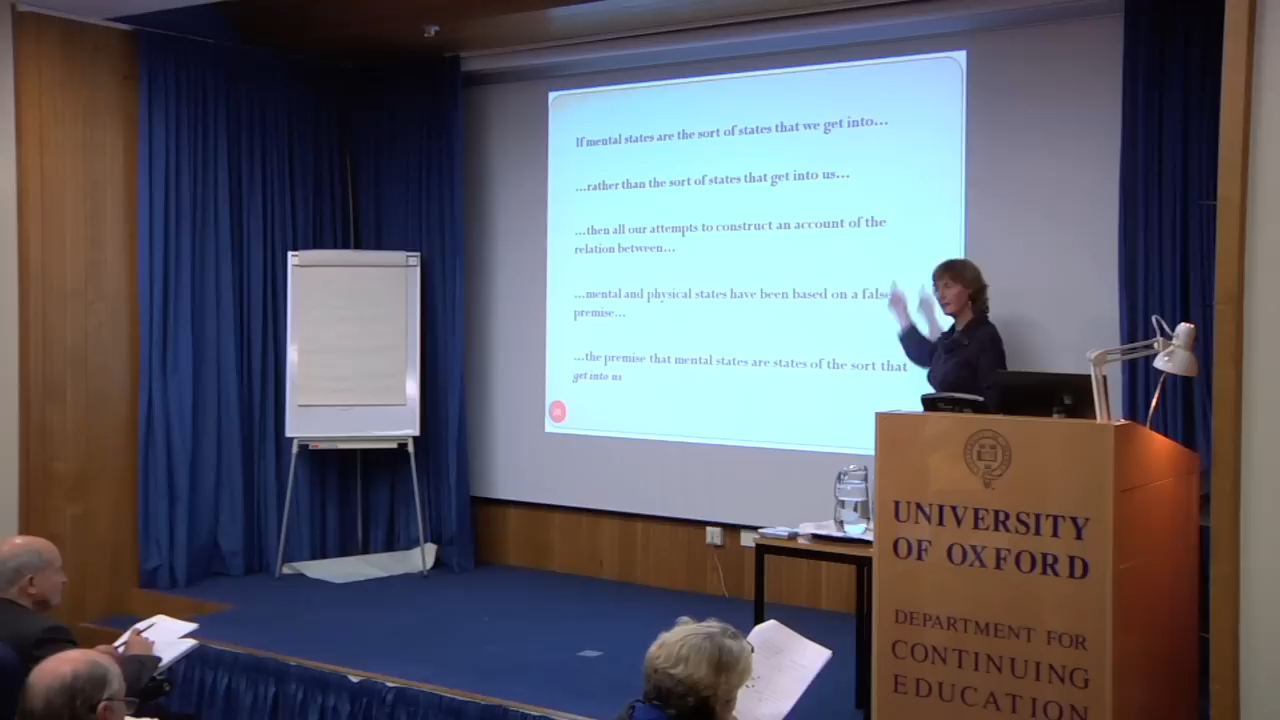 If mental states are the sort of states that we get into...
...rather than the sort of states that get into us...
...then all our attempts to construct an account of the
relation between...
...mental and physical states have been based on a false
premise...
...the premise that mental states are states of the sort that
get into us
UNIVERSITY
OF OXFORD
DEPARTMENT FOR
CONTINUING
EDUCATION